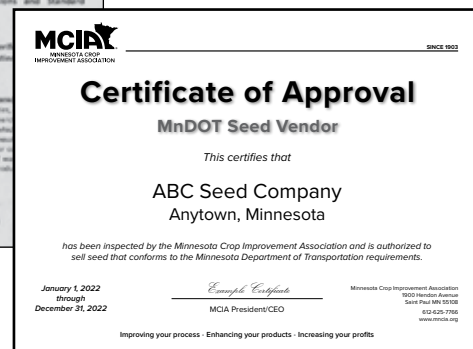 and Standard
MCIA
MINNESOTA CROP
IMPROVEMENT ASSOCIATION
SINCE 1903
Certificate of Approval
MnDOT Seed Vendor
This certifies that
ABC Seed Company
Anytown, Minnesota
has been inspected by the Minnesota Crop Improvement Association and is authorized to
sell seed that conforms to the Minnesota Department of Transportation requirements.
January 1, 2022
through
December 31, 2022
Example Certificate
MCIA President/CEO
Minnesota Crop Improvement Association
1900 Hendon Avenue
Saint Paul MN 55108
612-625-7766
www.mncia.org
Improving your process - Enhancing your products - Increasing your profits